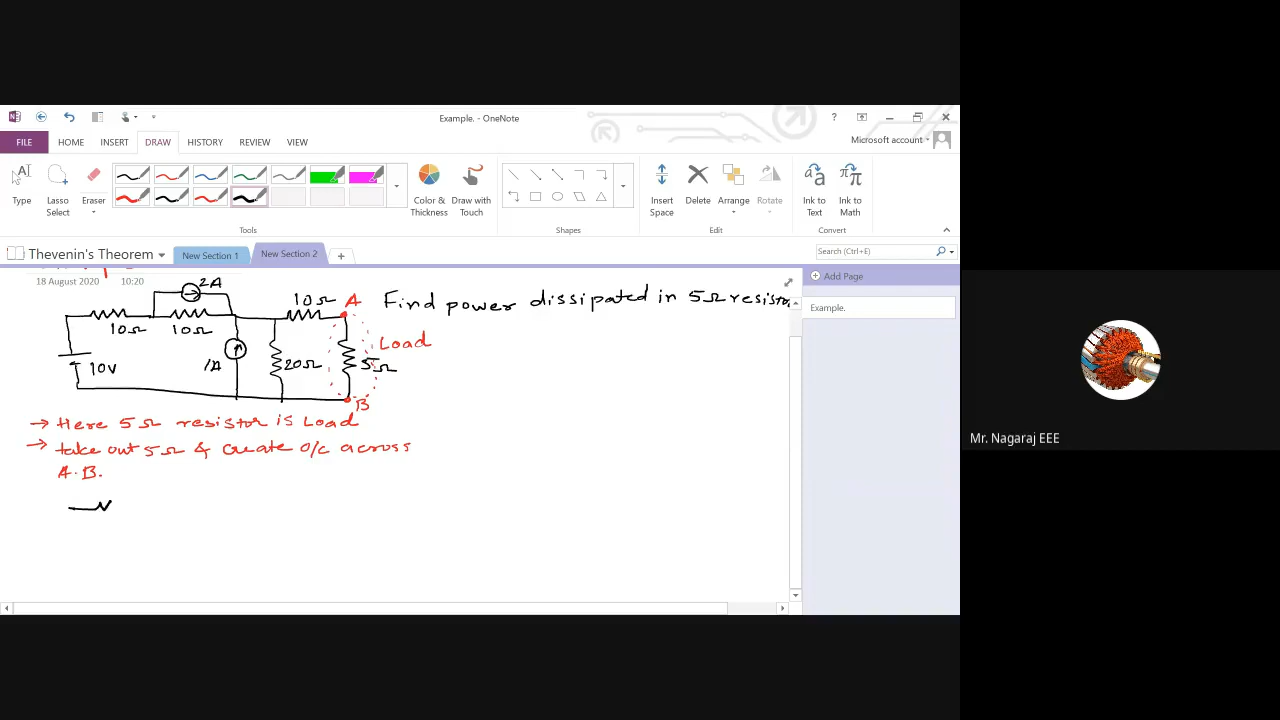 Example. - OneNote
?
FILE HOME INSERT DRAW HISTORY REVIEW VIEW
Microsoft account
Type
Lasso Select
Eraser
Color & Thickness
Draw with Touch
Insert Space
Delete
Arrange
Rotate
Ink to Text
Ink to Math
Tools
Shapes
Edit
Convert
Thevenin's Theorem
New Section 1
New Section 2
Search (Ctrl+E)
Add Page
Example.
18 August 2020 10:20
2A
10Ω
A
Find power dissipated in 5Ω resistor.
10Ω
10Ω
Load
10V
1A
20Ω
5Ω
B
→ Here 5Ω resistor is Load
→ take out 5Ω & create o/c across
A.B.
Mr. Nagaraj EEE